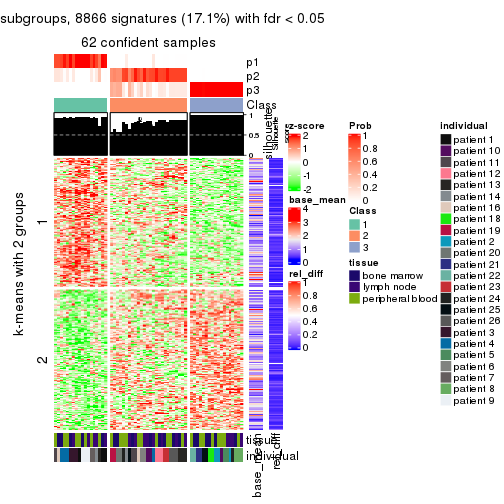 subgroups, 8866 signatures (17.1%) with fdr < 0.05
62 confident samples
p1
p2
p3
Class
1
0.5
0
silhouette
silhouette
score
k-means with 2 groups
1
2
tissue
individual
base_mean
rel_diff
z-score
2
1
0
-1
-2
base_mean
4
3
2
1
0
rel_diff
1
0.8
0.6
0.4
0.2
0
Prob
1
0.8
0.6
0.4
0.2
0
Class
1
2
3
tissue
bone marrow
lymph node
peripheral blood
individual
patient 1
patient 10
patient 11
patient 12
patient 13
patient 14
patient 16
patient 18
patient 19
patient 2
patient 20
patient 21
patient 22
patient 23
patient 24
patient 25
patient 26
patient 3
patient 4
patient 5
patient 6
patient 7
patient 8
patient 9